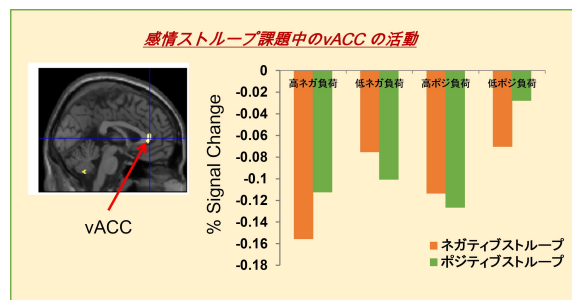 感情ストループ課題中のvACC の活動
vACC
% Signal Change
0
-0.02
-0.04
-0.06
-0.08
-0.1
-0.12
-0.14
-0.16
-0.18
高ネガ負荷 低ネガ負荷 高ポジ負荷 低ポジ負荷
ネガティブストループ
ポジティブストループ